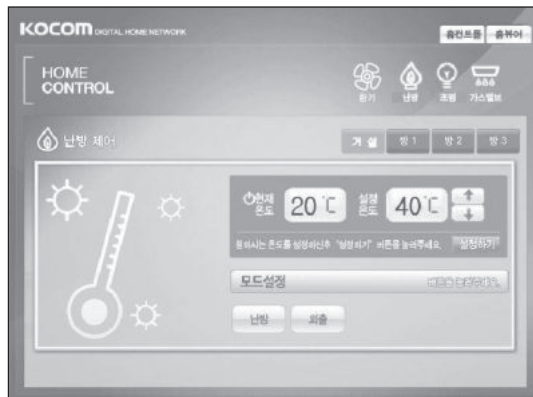 KOCOM DIGITAL HOME NETWORK
홈컨트롤 홈뷰어
HOME
CONTROL
환기 난방 조명 가스밸브
난방 제어
거실 방1 방2 방3
현재 온도 20℃ 설정 온도 40℃
원하시는 온도를 설정하신후 "설정하기" 버튼을 눌러주세요. 설정하기
모드설정
난방 외출